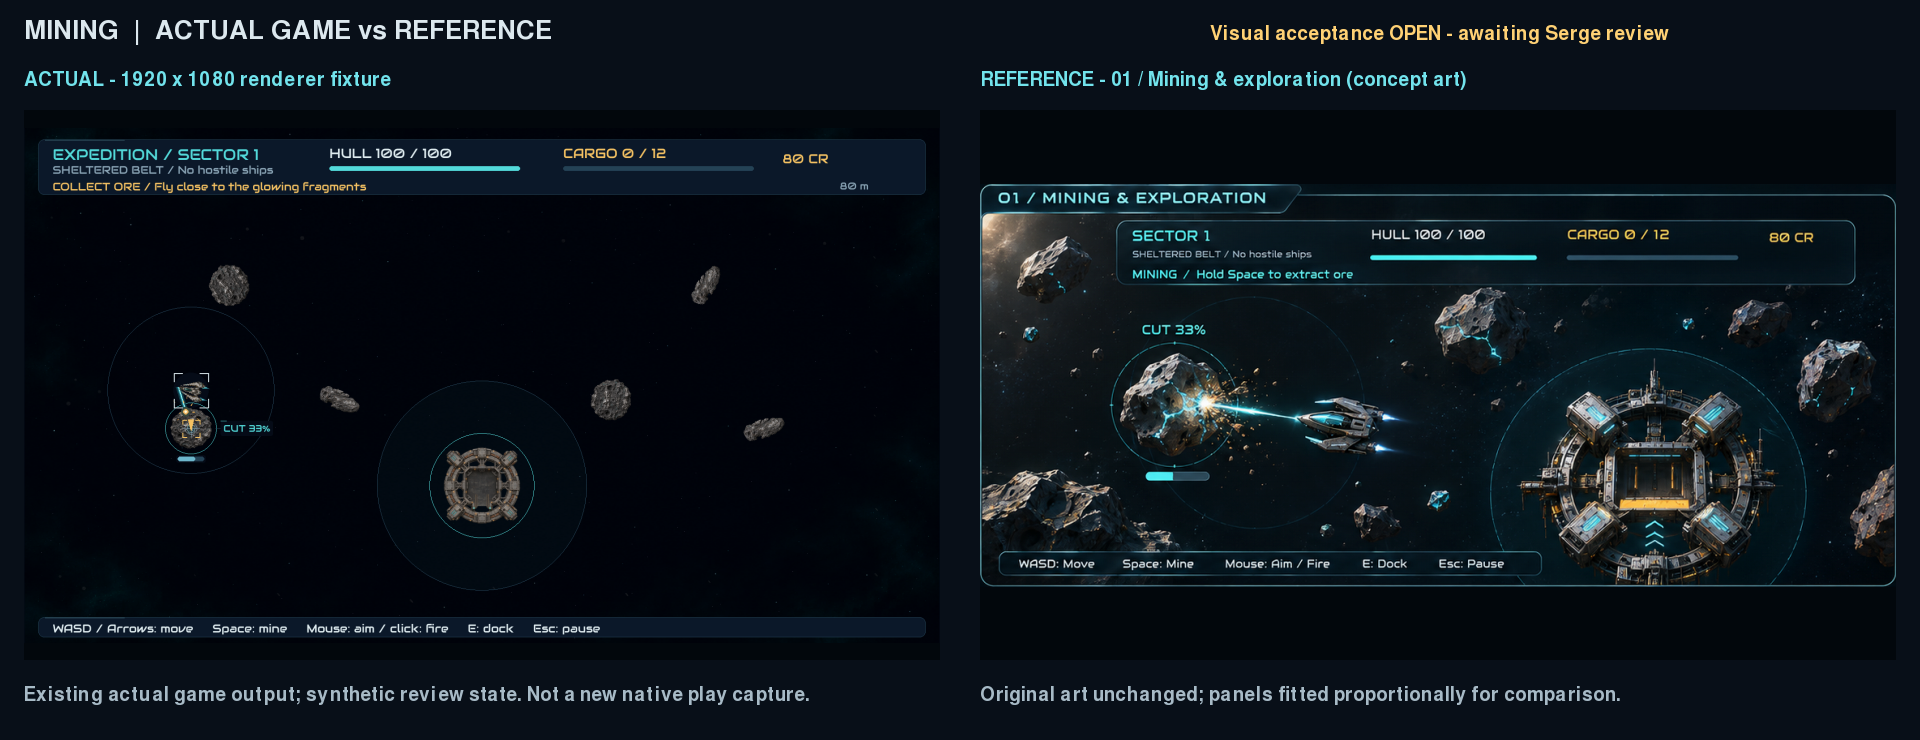 MINING | ACTUAL GAME vs REFERENCE
Visual acceptance OPEN - awaiting Serge review
ACTUAL - 1920 x 1080 renderer fixture
EXPEDITION / SECTOR 1
HULL 100 / 100
CARGO 0 / 12
80 CR
SHELTERED BELT / No hostile ships
COLLECT ORE / Fly close to the glowing fragments
80 m
CUT 33%
WASD / Arrows: move Space: mine Mouse: aim / click: fire E: dock Esc: pause
Existing actual game output; synthetic review state. Not a new native play capture.
REFERENCE - 01 / Mining & exploration (concept art)
01 / MINING & EXPLORATION
SECTOR 1
HULL 100 / 100
CARGO 0 / 12
80 CR
SHELTERED BELT / No hostile ships
MINING / Hold Space to extract ore
CUT 33%
WASD: Move Space: Mine Mouse: Aim / Fire E: Dock Esc: Pause
Original art unchanged; panels fitted proportionally for comparison.